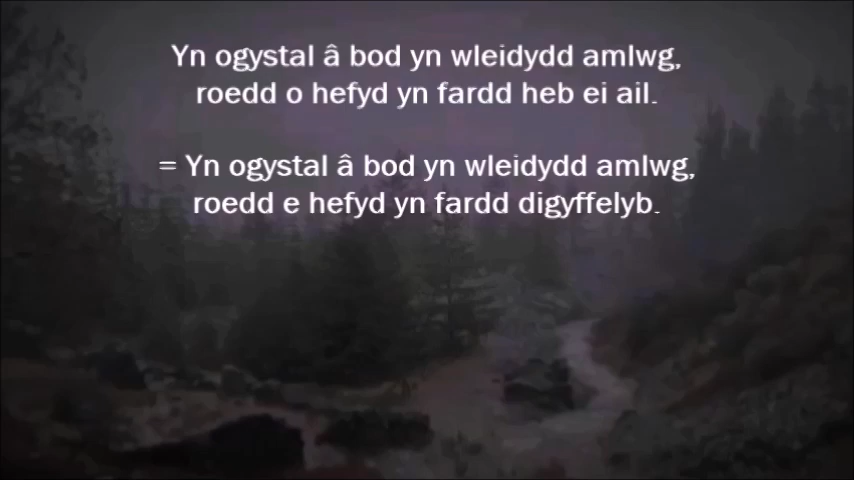 Yn ogystal â bod yn wleidydd amlwg,
roedd o hefyd yn fardd heb ei ail.
= Yn ogystal â bod yn wleidydd amlwg,
roedd e hefyd yn fardd digyffelyb.